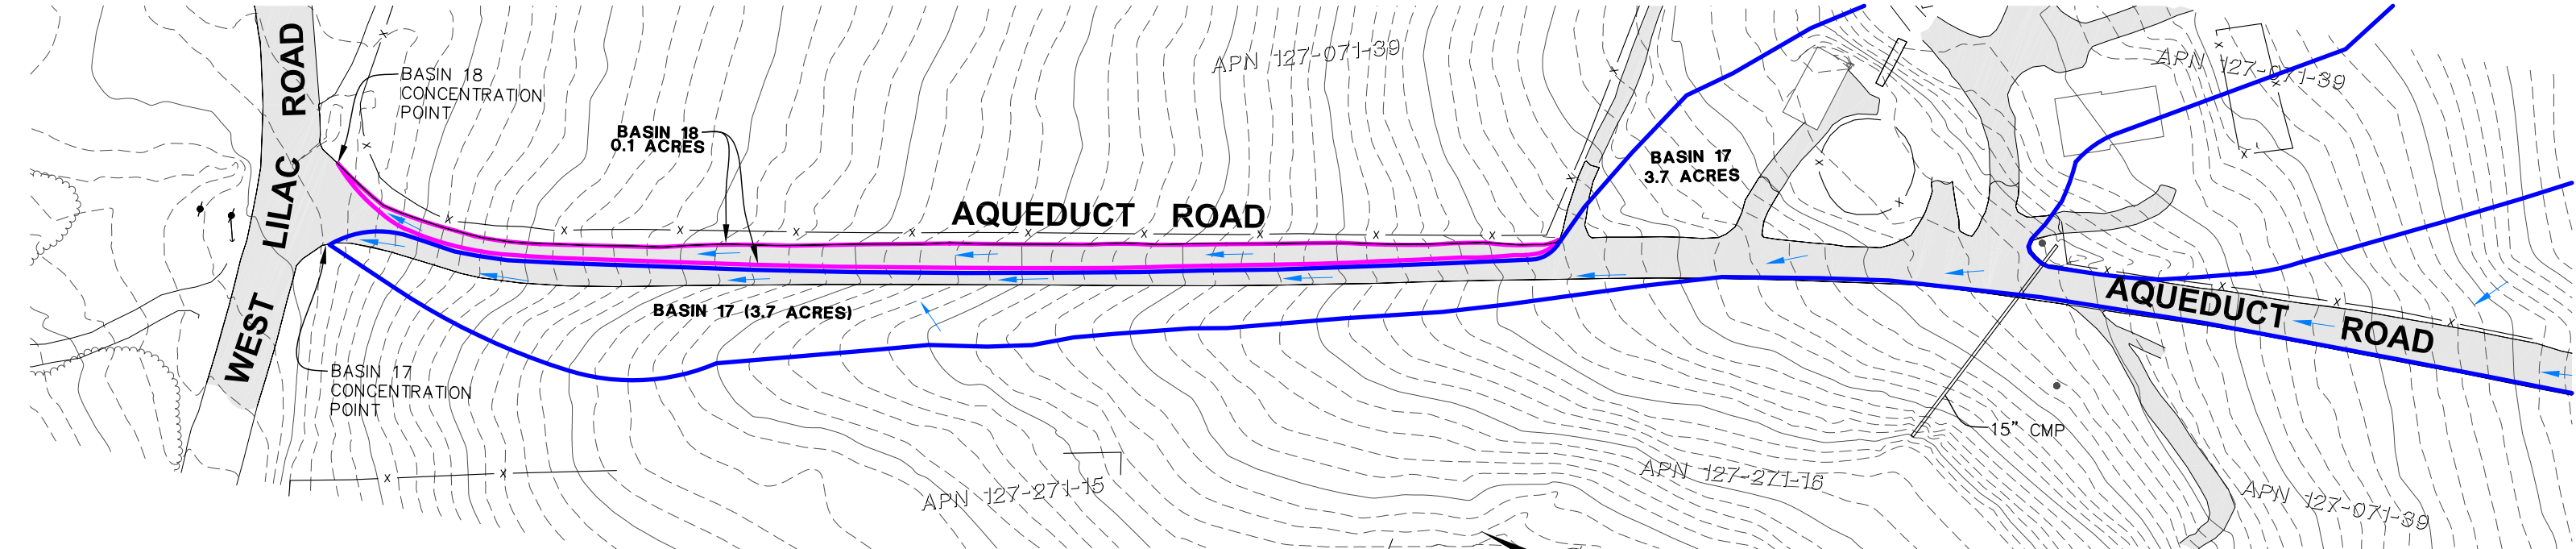 WEST LILAC ROAD
BASIN 18
CONCENTRATION
POINT
BASIN 18
0.1 ACRES
APN 127-071-39
AQUEDUCT ROAD
BASIN 17
3.7 ACRES
APN 127-071-39
BASIN 17 (3.7 ACRES)
AQUEDUCT ROAD
BASIN 17
CONCENTRATION
POINT
15" CMP
APN 127-271-15
APN 127-271-16
APN 127-071-39